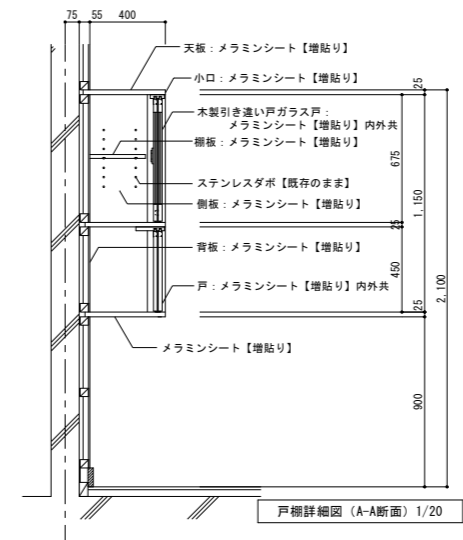 75 55 400
天板：メラミンシート【増貼り】
小口：メラミンシート【増貼り】
木製引き違い戸ガラス戸：
メラミンシート【増貼り】内外共
棚板：メラミンシート【増貼り】
ステンレスダボ【既存のまま】
側板：メラミンシート【増貼り】
背板：メラミンシート【増貼り】
戸：メラミンシート【増貼り】内外共
メラミンシート【増貼り】
25
675
25
450
25
1,150
2,100
900
戸棚詳細図（A-A断面）1/20